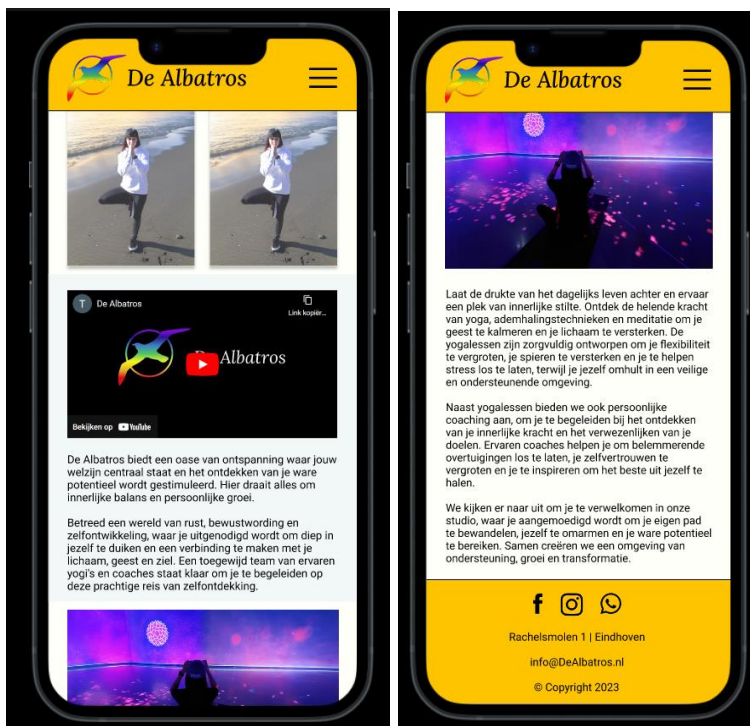 De Albatros
T De Albatros
Link kopiër...
De Albatros
Bekijken op YouTube
De Albatros biedt een oase van ontspanning waar jouw
welzijn centraal staat en het ontdekken van je ware
potentieel wordt gestimuleerd. Hier draait alles om
innerlijke balans en persoonlijke groei.
Betreed een wereld van rust, bewustwording en
zelfontwikkeling, waar je uitgenodigd wordt om diep in
jezelf te duiken en een verbinding te maken met je
lichaam, geest en ziel. Een toegewijd team van ervaren
yogi's en coaches staat klaar om je te begeleiden op
deze prachtige reis van zelfontdekking.
De Albatros
Laat de drukte van het dagelijks leven achter en ervaar
een plek van innerlijke stilte. Ontdek de helende kracht
van yoga, ademhalingstechnieken en meditatie om je
geest te kalmeren en je lichaam te versterken. De
yogalessen zijn zorgvuldig ontworpen om je flexibiliteit
te vergroten, je spieren te versterken en je te helpen
stress los te laten, terwijl je jezelf omhult in een veilige
en ondersteunende omgeving.
Naast yogalessen bieden we ook persoonlijke
coaching aan, om je te begeleiden bij het ontdekken
van je innerlijke kracht en het verwezenlijken van je
doelen. Ervaren coaches helpen je om belemmerende
overtuigingen los te laten, je zelfvertrouwen te
vergroten en je te inspireren om het beste uit jezelf te
halen.
We kijken er naar uit om je te verwelkomen in onze
studio, waar je aangemoedigd wordt om je eigen pad
te bewandelen, jezelf te omarmen en je ware potentieel
te bereiken. Samen creëren we een omgeving van
ondersteuning, groei en transformatie.
Rachelsmolen 1 | Eindhoven
info@DeAlbatros.nl
© Copyright 2023